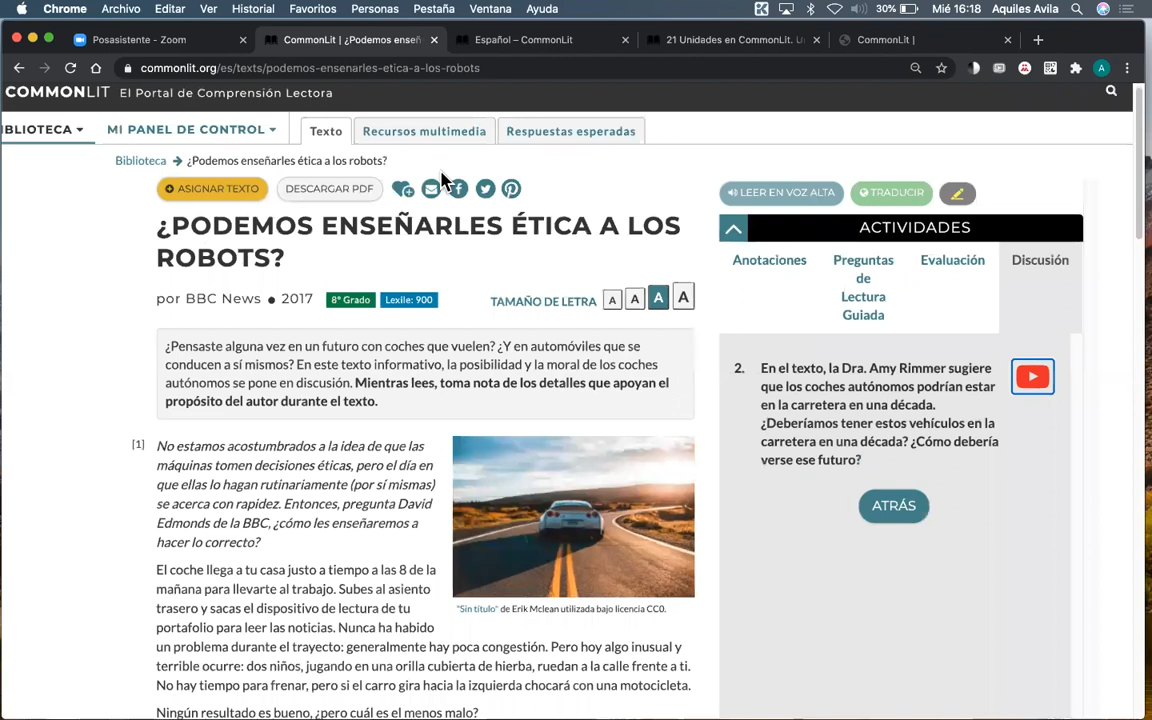 Chrome Archivo Editar Ver Historial Favoritos Personas Pestaña Ventana Ayuda 30% Mié 16:18 Aquiles Avila
Posasistente - Zoom CommonLit | ¿Podemos enseñ Español – CommonLit 21 Unidades en CommonLit. U CommonLit |
commonlit.org/es/texts/podemos-ensenarles-etica-a-los-robots A
COMMONLIT El Portal de Comprensión Lectora
BLIOTECA MI PANEL DE CONTROL Texto Recursos multimedia Respuestas esperadas
Biblioteca ¿Podemos enseñarles ética a los robots?
ASIGNAR TEXTO DESCARGAR PDF
¿PODEMOS ENSEÑARLES ÉTICA A LOS
ROBOTS?
por BBC News ● 2017 8º Grado Lexile: 900 TAMAÑO DE LETRA A A A A
¿Pensaste alguna vez en un futuro con coches que vuelen? ¿Y en automóviles que se
conducen a sí mismos? En este texto informativo, la posibilidad y la moral de los coches
autónomos se pone en discusión. Mientras lees, toma nota de los detalles que apoyan el
propósito del autor durante el texto.
[1] No estamos acostumbrados a la idea de que las
máquinas tomen decisiones éticas, pero el día en
que ellas lo hagan rutinariamente (por sí mismas)
se acerca con rapidez. Entonces, pregunta David
Edmonds de la BBC, ¿cómo les enseñaremos a
hacer lo correcto?
"Sin título" de Erik Mclean utilizada bajo licencia CC0.
El coche llega a tu casa justo a tiempo a las 8 de la
mañana para llevarte al trabajo. Subes al asiento
trasero y sacas el dispositivo de lectura de tu
portafolio para leer las noticias. Nunca ha habido
un problema durante el trayecto: generalmente hay poca congestión. Pero hoy algo inusual y
terrible ocurre: dos niños, jugando en una orilla cubierta de hierba, ruedan a la calle frente a ti.
No hay tiempo para frenar, pero si el carro gira hacia la izquierda chocará con una motocicleta.
Ningún resultado es bueno, ¿pero cuál es el menos malo?
LEER EN VOZ ALTA TRADUCIR
ACTIVIDADES
Anotaciones
Preguntas
de
Lectura
Guiada
Evaluación
Discusión
2. En el texto, la Dra. Amy Rimmer sugiere
que los coches autónomos podrían estar
en la carretera en una década.
¿Deberíamos tener estos vehículos en la
carretera en una década? ¿Cómo debería
verse ese futuro?
ATRÁS